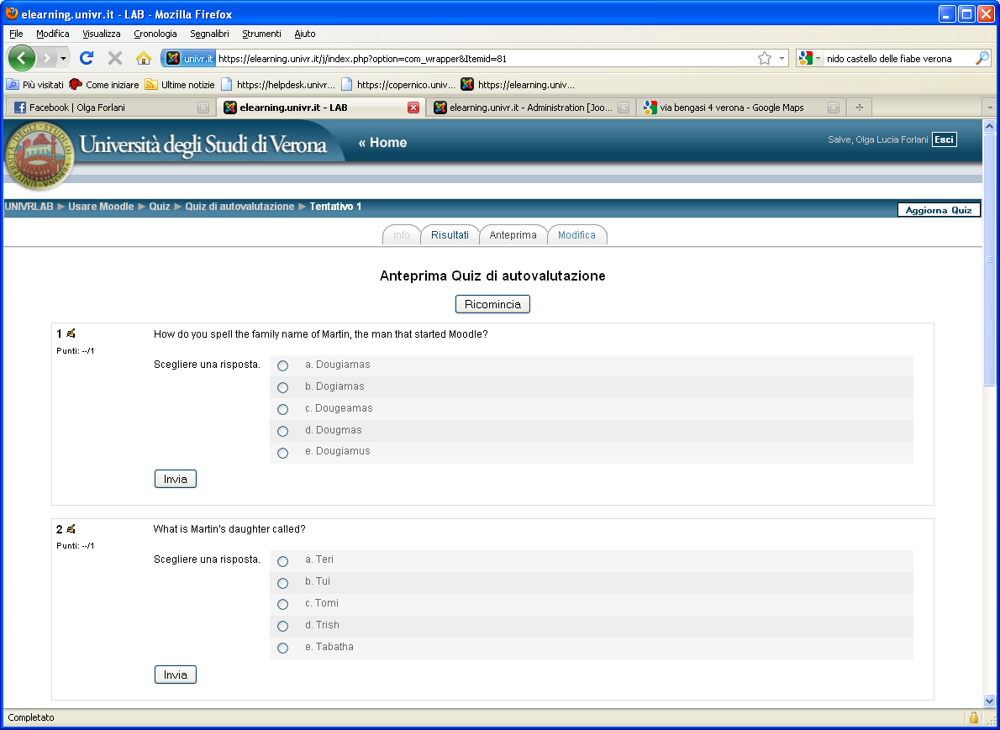 elearning.univr.it - LAB - Mozilla Firefox
File Modifica Visualizza Cronologia Segnalibri Strumenti Aiuto
univr.it https://elearning.univr.it/j/index.php?option=com_wrapper&Itemid=81 nido castello delle fiabe verona
Più visitati Come iniziare Ultime notizie https://helpdesk.univr... https://copernico.univ... https://elearning.univ...
Facebook | Olga Forlani elearning.univr.it - LAB elearning.univr.it - Administration [Joo... via bengasi 4 verona - Google Maps
Università degli Studi di Verona « Home Salve, Olga Lucia Forlani Esci
UNIVRLAB ► Usare Moodle ► Quiz ► Quiz di autovalutazione ► Tentativo 1 Aggiorna Quiz
Info Risultati Anteprima Modifica
Anteprima Quiz di autovalutazione
Ricomincia
1 How do you spell the family name of Martin, the man that started Moodle?
Punti: --/1
Scegliere una risposta. a. Dougiamas
b. Dogiamas
c. Dougeamas
d. Dougmas
e. Dougiamus
Invia
2 What is Martin's daughter called?
Punti: --/1
Scegliere una risposta. a. Teri
b. Tui
c. Tomi
d. Trish
e. Tabatha
Invia
Completato